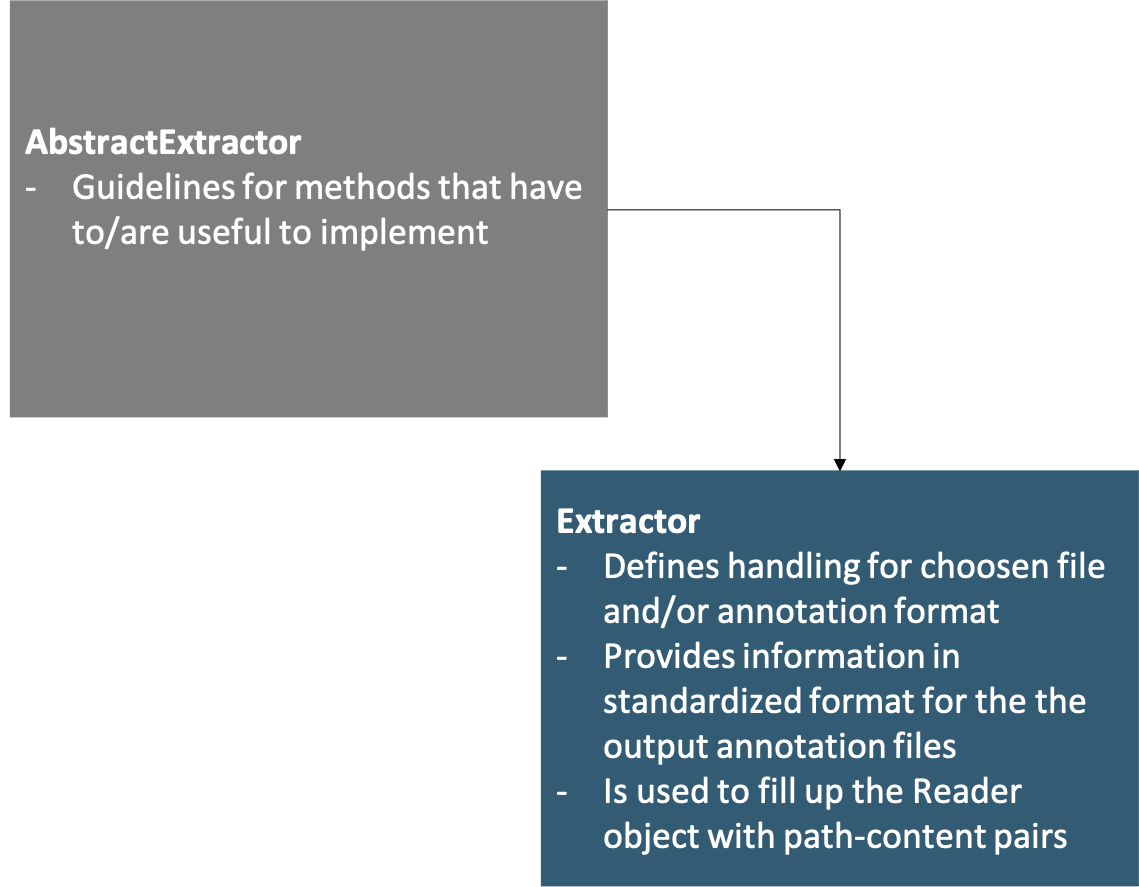 AbstractExtractor
- Guidelines for methods that have
to/are useful to implement
Extractor
- Defines handling for choosen file
and/or annotation format
- Provides information in
standardized format for the the
output annotation files
- Is used to fill up the Reader
object with path-content pairs